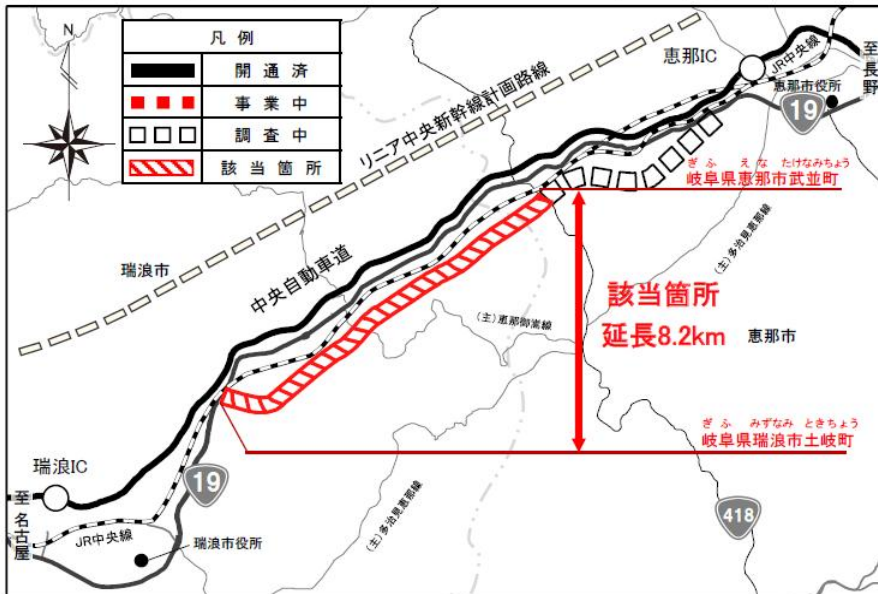 N
凡例
開通済
事業中
調査中
該当箇所
リニア中央新幹線計画路線
恵那IC
JR中央線
至 長野
恵那市役所
19
ぎふ えな たけなみちょう
岐阜県恵那市武並町
瑞浪市
中央自動車道
(主)多治見恵那線
該当箇所
延長8.2km
恵那市
(主)恵那御嵩線
ぎふ みずなみ ときちょう
岐阜県瑞浪市土岐町
瑞浪IC
19
至 名古屋
JR中央線
瑞浪市役所
(主)多治見恵那線
418